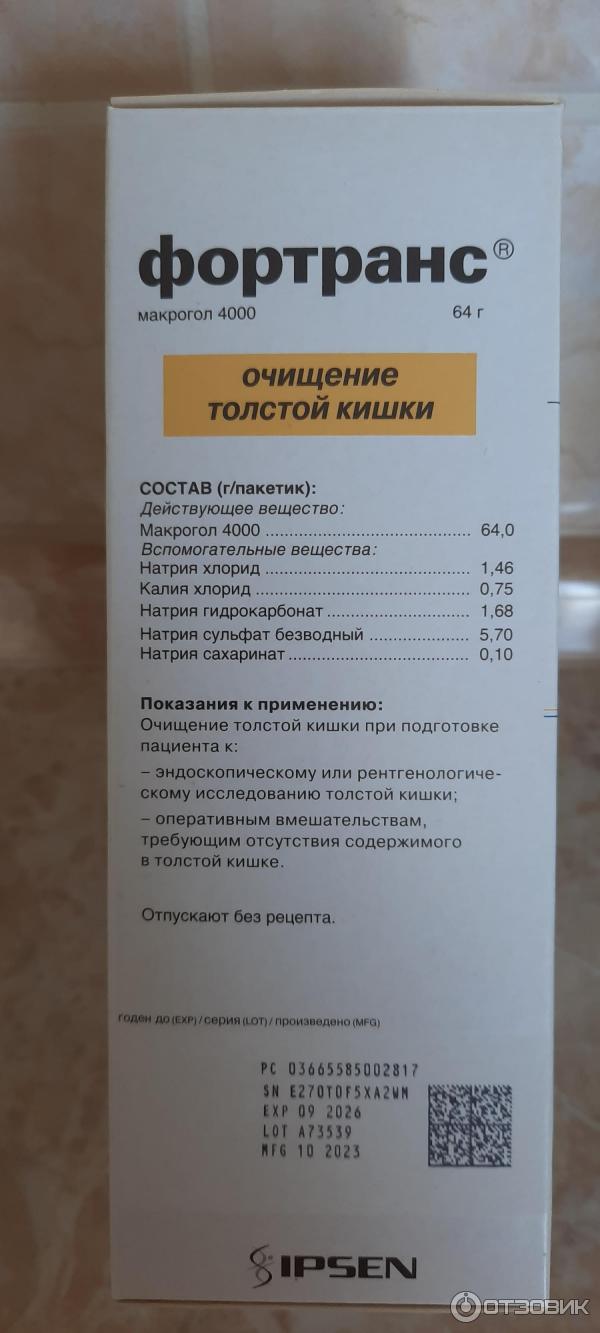 фортранс®
макрогол 4000 64 г
очищение
толстой кишки
СОСТАВ (г/пакетик):
Действующее вещество:
Макрогол 4000 ........ 64,0
Вспомогательные вещества:
Натрия хлорид ........ 1,46
Калия хлорид ........ 0,75
Натрия гидрокарбонат ........ 1,68
Натрия сульфат безводный ........ 5,70
Натрия сахаринат ........ 0,10
Показания к применению:
Очищение толстой кишки при подготовке
пациента к:
– эндоскопическому или рентгенологиче-
скому исследованию толстой кишки;
– оперативным вмешательствам,
требующим отсутствия содержимого
в толстой кишке.
Отпускают без рецепта.
годен до (EXP) / серия (LOT) / произведено (MFG)
PC 03665585002817
SN E270T0F5XA2WM
EXP 09 2026
LOT A73539
MFG 10 2023
IPSEN
ОТЗОВИК